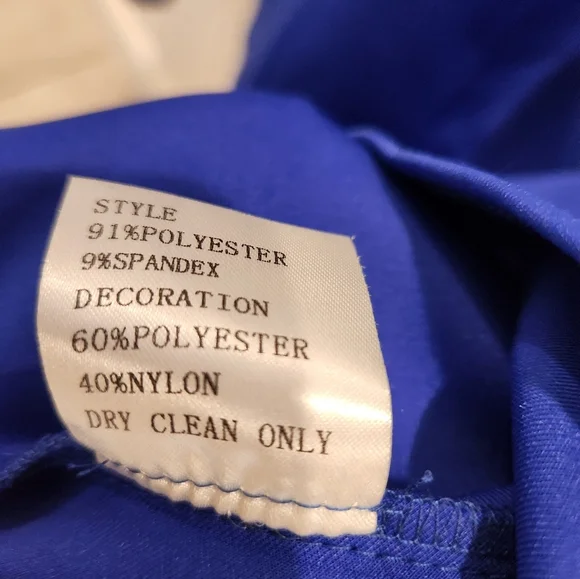 STYLE
91%POLYESTER
9%SPANDEX
DECORATION
60%POLYESTER
40%NYLON
DRY CLEAN ONLY